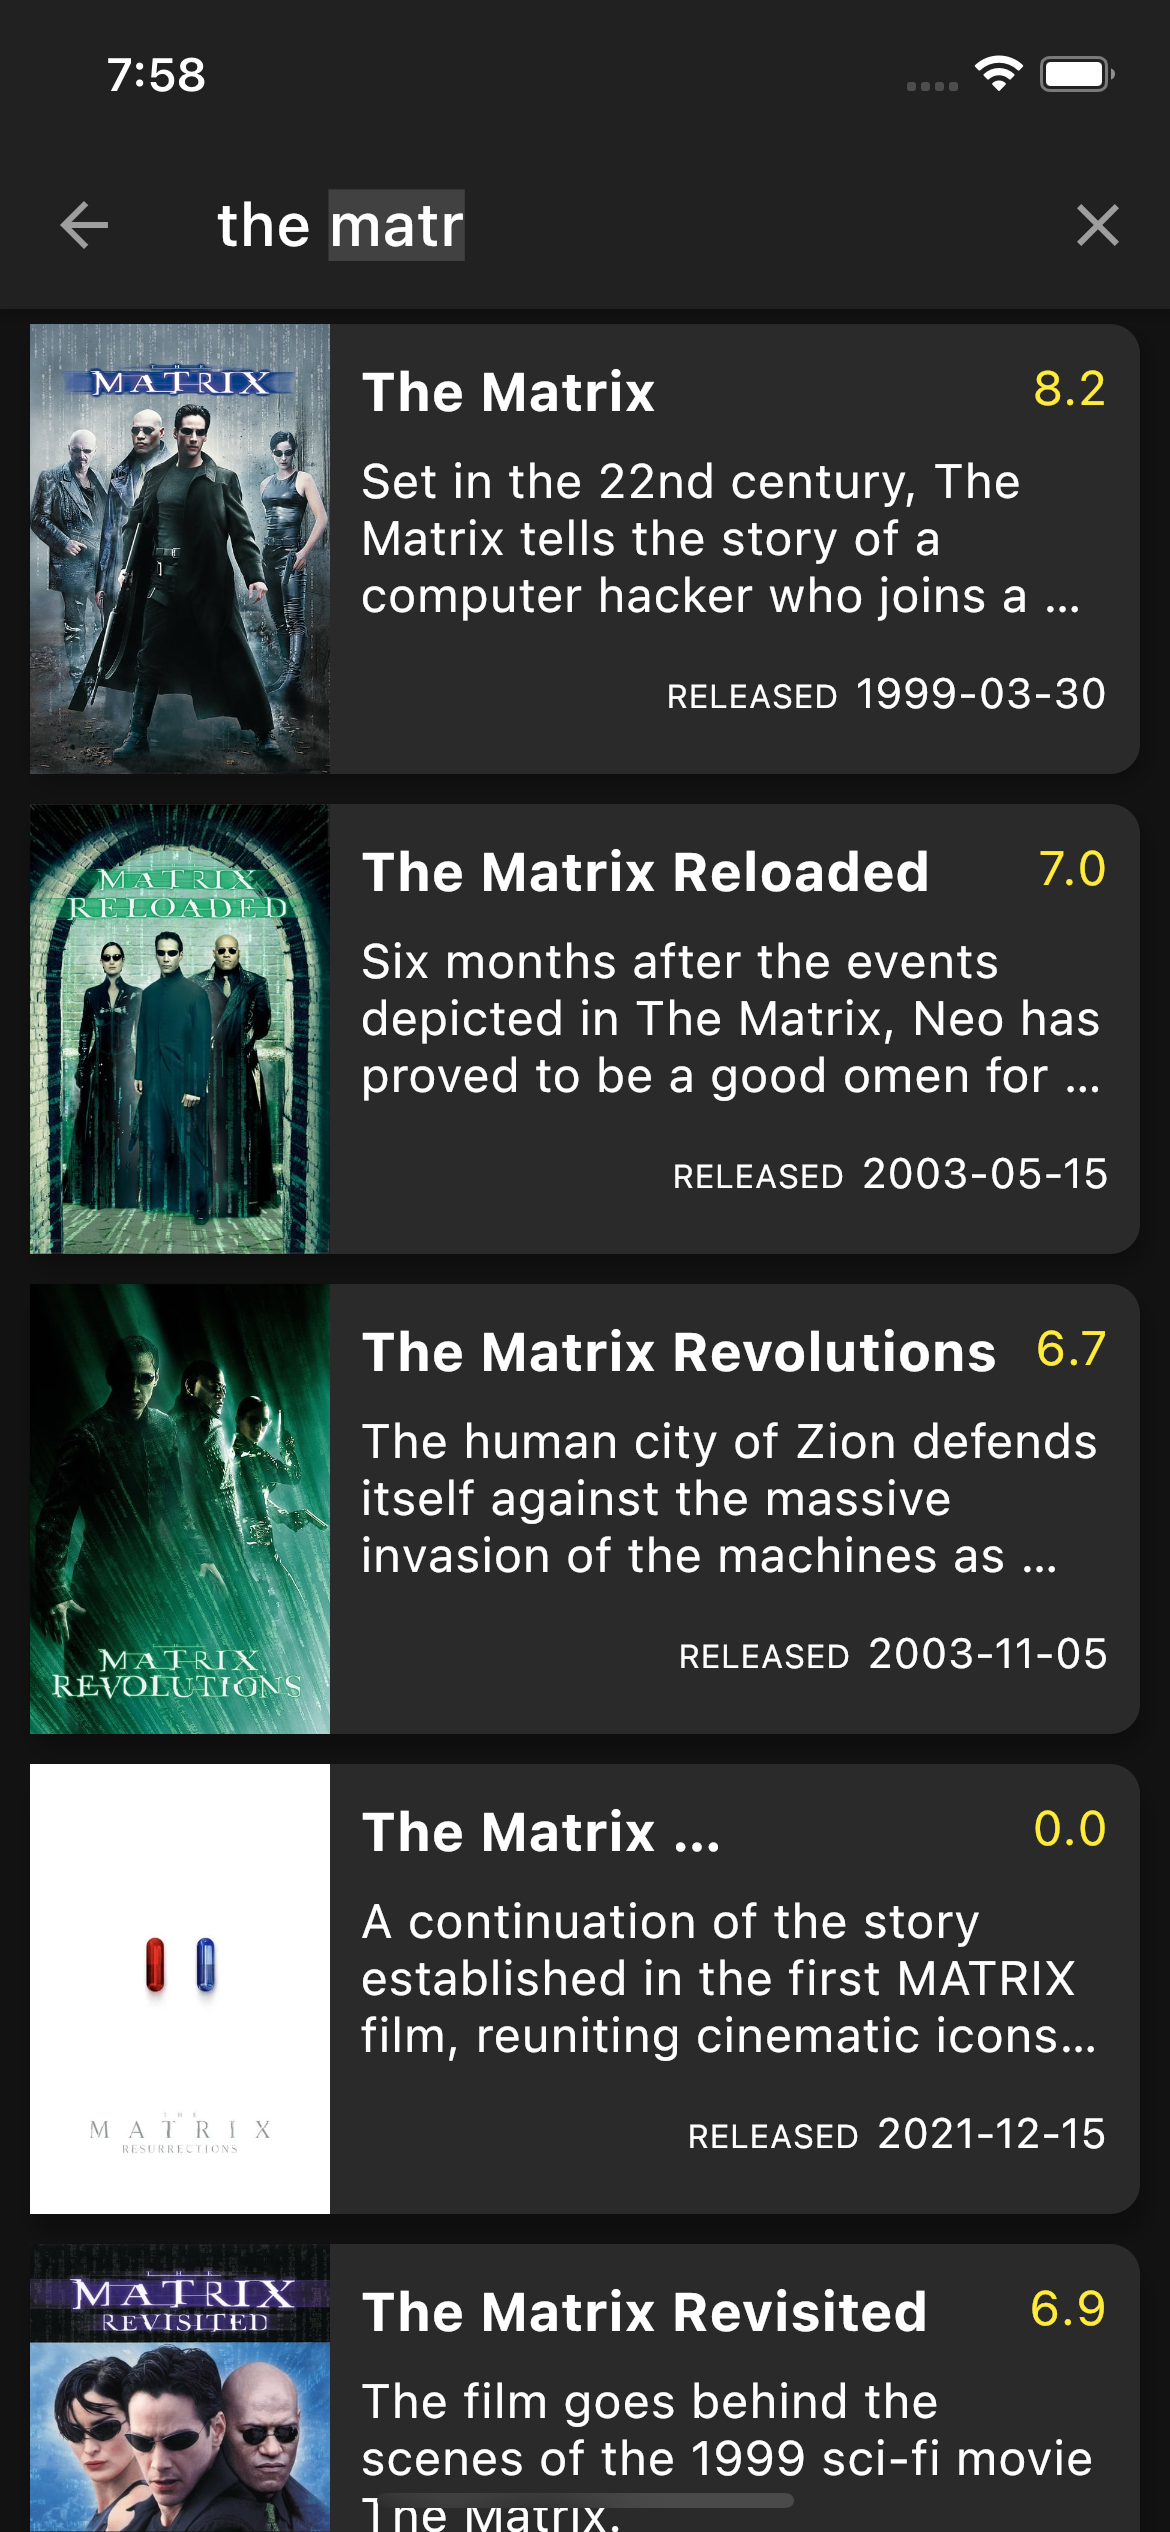 7:58
the matr
THE
MATRIX
The Matrix
8.2
Set in the 22nd century, The
Matrix tells the story of a
computer hacker who joins a ...
RELEASED 1999-03-30
MATRIX
RELOADED
The Matrix Reloaded
7.0
Six months after the events
depicted in The Matrix, Neo has
proved to be a good omen for ...
RELEASED 2003-05-15
MATRIX
REVOLUTIONS
The Matrix Revolutions
6.7
The human city of Zion defends
itself against the massive
invasion of the machines as ...
RELEASED 2003-11-05
THE
MATRIX
RESURRECTIONS
The Matrix ...
0.0
A continuation of the story
established in the first MATRIX
film, reuniting cinematic icons...
RELEASED 2021-12-15
THE
MATRIX
REVISITED
The Matrix Revisited
6.9
The film goes behind the
scenes of the 1999 sci-fi movie
The Matrix.